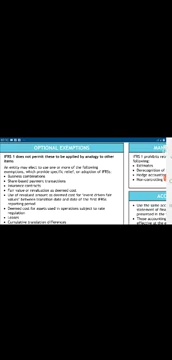 OPTIONAL EXEMPTIONS
IFRS 1 does not permit these to be applied by analogy to other
items
An entity may elect to use one or more of the following
exemptions, which provide specific relief, on adoption of IFRSs:
• Business combinations
• Share-based payment transactions
• Insurance contracts
• Fair value or revaluation as deemed cost
• Use of revalued amount as deemed cost for 'event driven fair
values' between transition date and date of the first IFRSs
reporting period
• Deemed cost for assets used in operations subject to rate
regulation
• Leases
• Cumulative translation differences
IFRS 1 prohibits
following
• Estimates
• Derecognition of
• Hedge accounting
• Non-controlling
• Use the same
statement of
presented in the
• Those accounting
effective at the